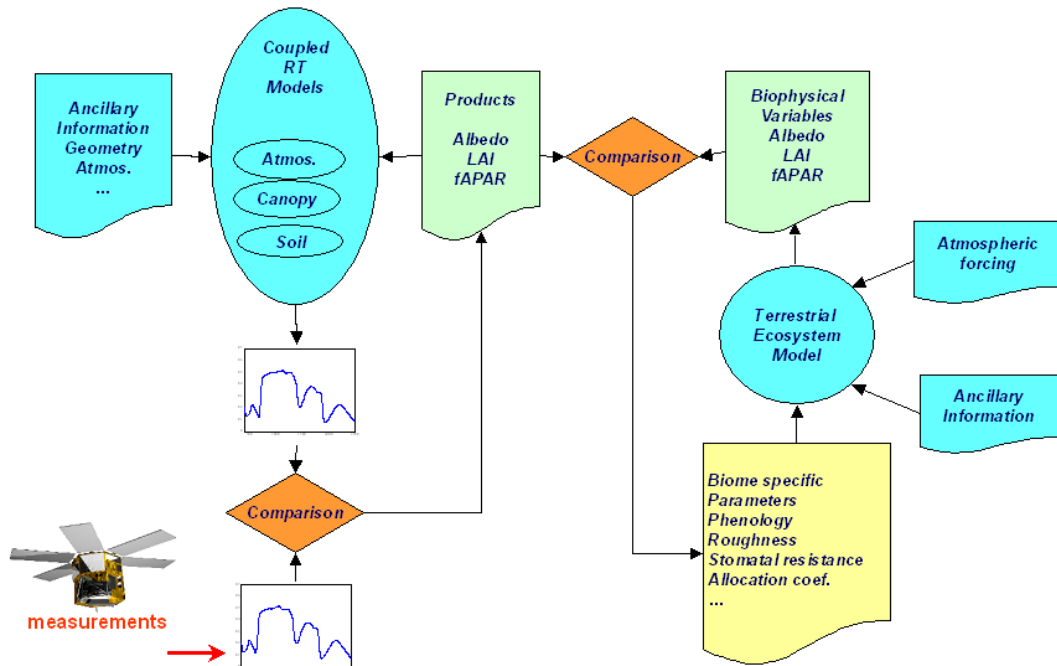 Coupled
RT
Models
Atmos.
Canopy
Soil
Ancillary
Information
Geometry
Atmos.
...
Products
Albedo
LAI
fAPAR
Comparison
Biophysical
Variables
Albedo
LAI
fAPAR
Atmospheric
forcing
Terrestrial
Ecosystem
Model
Ancillary
Information
Biome specific
Parameters
Phenology
Roughness
Stomatal resistance
Allocation coef.
...
Comparison
measurements